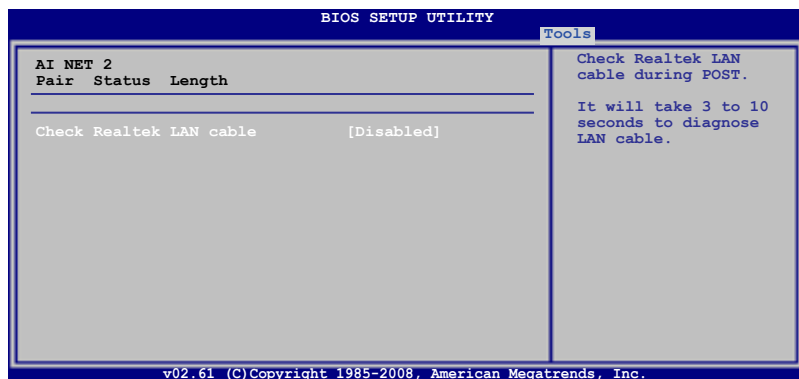 BIOS SETUP UTILITY
Tools
AI NET 2
Pair Status Length
Check Realtek LAN cable [Disabled]
Check Realtek LAN
cable during POST.
It will take 3 to 10
seconds to diagnose
LAN cable.
v02.61 (C)Copyright 1985-2008, American Megatrends, Inc.